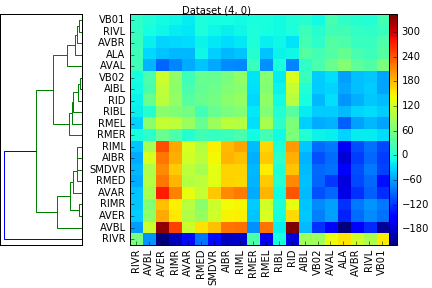 Dataset (4, 0)
VB01
RIVL
AVBR
ALA
AVAL
VB02
AIBL
RID
RIBL
RMEL
RMER
RIML
AIBR
SMDVR
RMED
AVAR
RIMR
AVER
AVBL
RIVR
300
240
180
120
60
0
−60
−120
−180
RIVR AVBL AVER RIMR AVAR RMED SMDVR AIBR RIML RMER RMEL RIBL RID AIBL VB02 AVAL ALA AVBR RIVL VB01